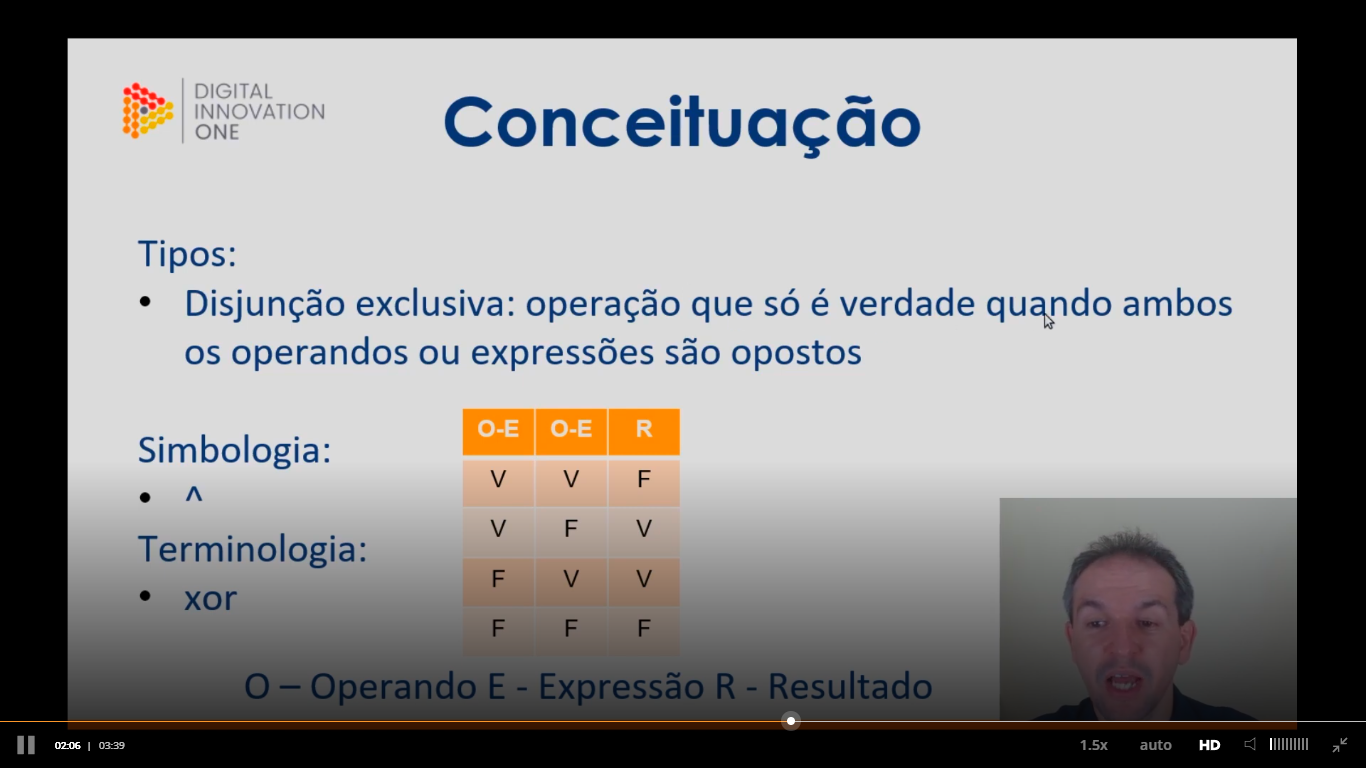 DIGITAL
INNOVATION
ONE
Conceituação
Tipos:
• Disjunção exclusiva: operação que só é verdade quando ambos
os operandos ou expressões são opostos
Simbologia:
• ^
Terminologia:
• xor
O-E O-E R
V V F
V F V
F V V
F F F
O – Operando E - Expressão R - Resultado
02:06 | 03:39
1.5x auto HD